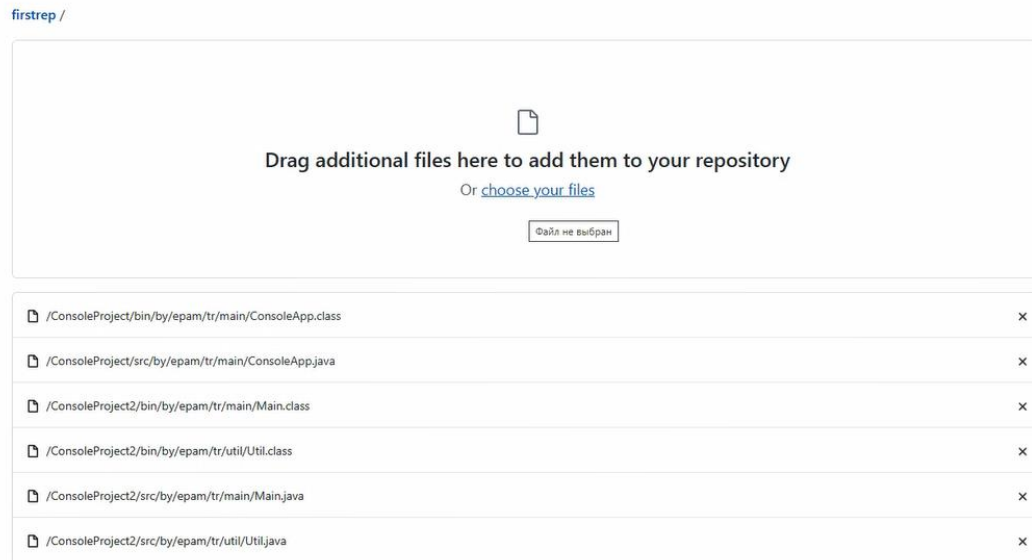 firstrep /
Drag additional files here to add them to your repository
Or choose your files
Файл не выбран
/ConsoleProject/bin/by/epam/tr/main/ConsoleApp.class
/ConsoleProject/src/by/epam/tr/main/ConsoleApp.java
/ConsoleProject2/bin/by/epam/tr/main/Main.class
/ConsoleProject2/bin/by/epam/tr/util/Util.class
/ConsoleProject2/src/by/epam/tr/main/Main.java
/ConsoleProject2/src/by/epam/tr/util/Util.java